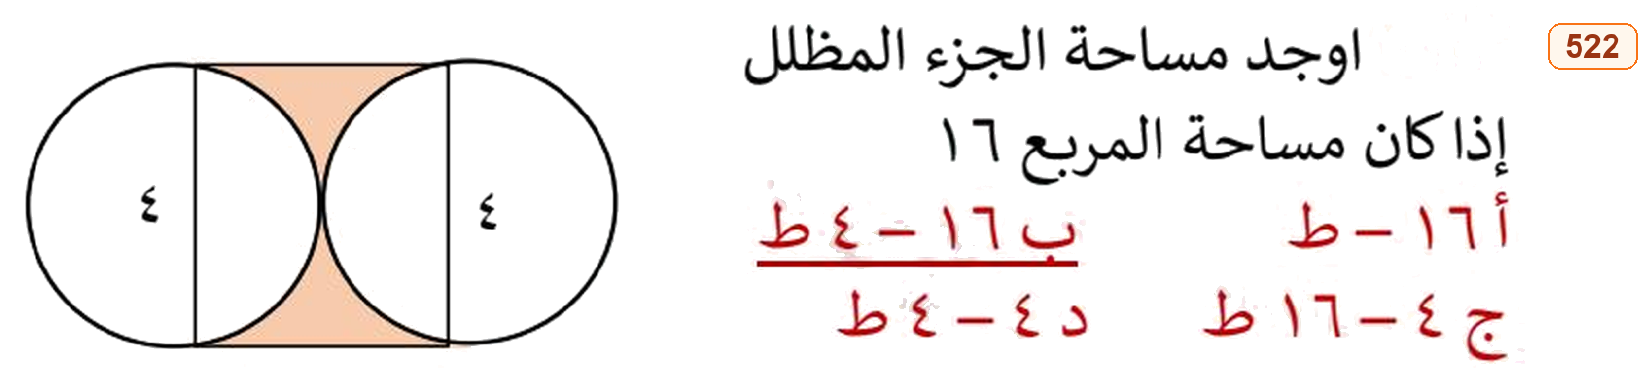 522
اوجد مساحة الجزء المظلل
إذا كان مساحة المربع ١٦
أ ١٦ – ط ب ١٦ – ٤ ط
ج ٤ – ١٦ ط د ٤ – ٤ ط
٤ ٤